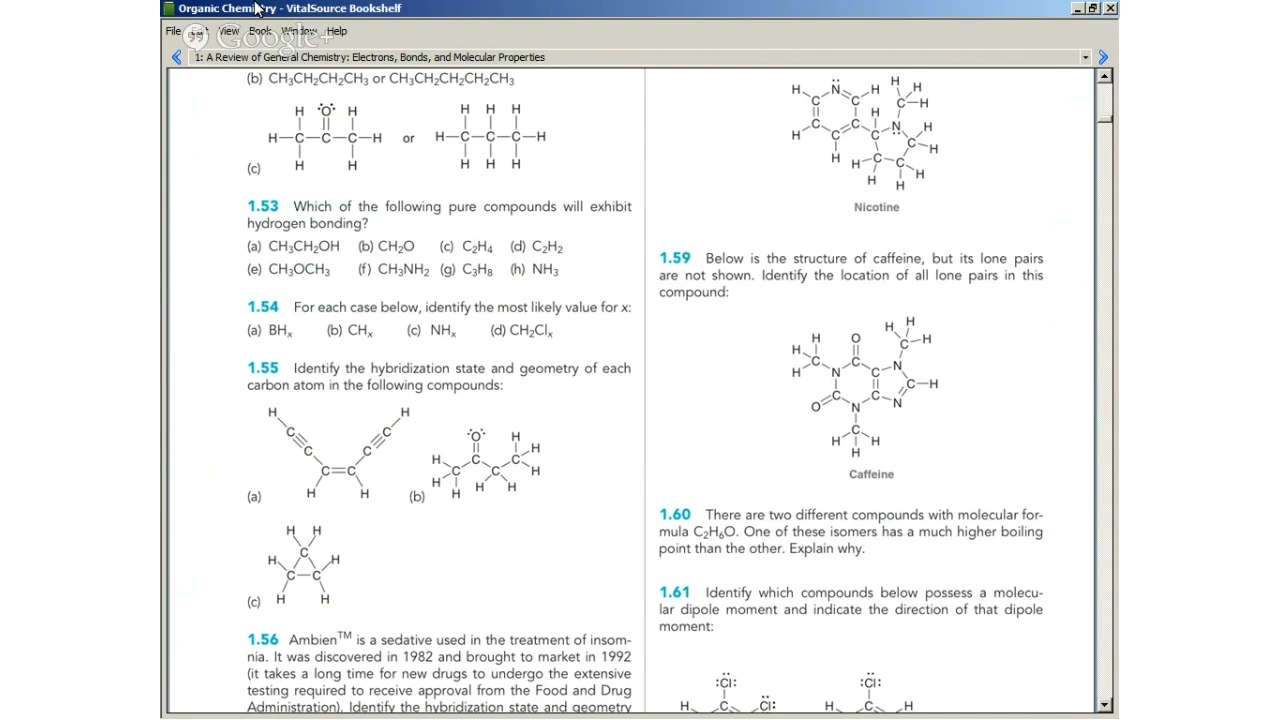 Organic Chemistry - VitalSource Bookshelf
File Edit View Book Window Help
Google+
1: A Review of General Chemistry: Electrons, Bonds, and Molecular Properties
(b) CH₃CH₂CH₂CH₃ or CH₃CH₂CH₂CH₂CH₃
H :O: H H H H
H—C—C—C—H or H—C—C—C—H
H H H H H
(c)
1.53 Which of the following pure compounds will exhibit
hydrogen bonding?
(a) CH₃CH₂OH (b) CH₂O (c) C₂H₄ (d) C₂H₂
(e) CH₃OCH₃ (f) CH₃NH₂ (g) C₃H₈ (h) NH₃
1.54 For each case below, identify the most likely value for x:
(a) BHₓ (b) CHₓ (c) NHₓ (d) CH₂Clₓ
1.55 Identify the hybridization state and geometry of each
carbon atom in the following compounds:
(a)
(b)
(c)
1.56 Ambien™ is a sedative used in the treatment of insom-
nia. It was discovered in 1982 and brought to market in 1992
(it takes a long time for new drugs to undergo the extensive
testing required to receive approval from the Food and Drug
Administration). Identify the hybridization state and geometry
Nicotine
1.59 Below is the structure of caffeine, but its lone pairs
are not shown. Identify the location of all lone pairs in this
compound:
Caffeine
1.60 There are two different compounds with molecular for-
mula C₂H₆O. One of these isomers has a much higher boiling
point than the other. Explain why.
1.61 Identify which compounds below possess a molecu-
lar dipole moment and indicate the direction of that dipole
moment:
:Cl: :Cl:
H C Cl: H C H